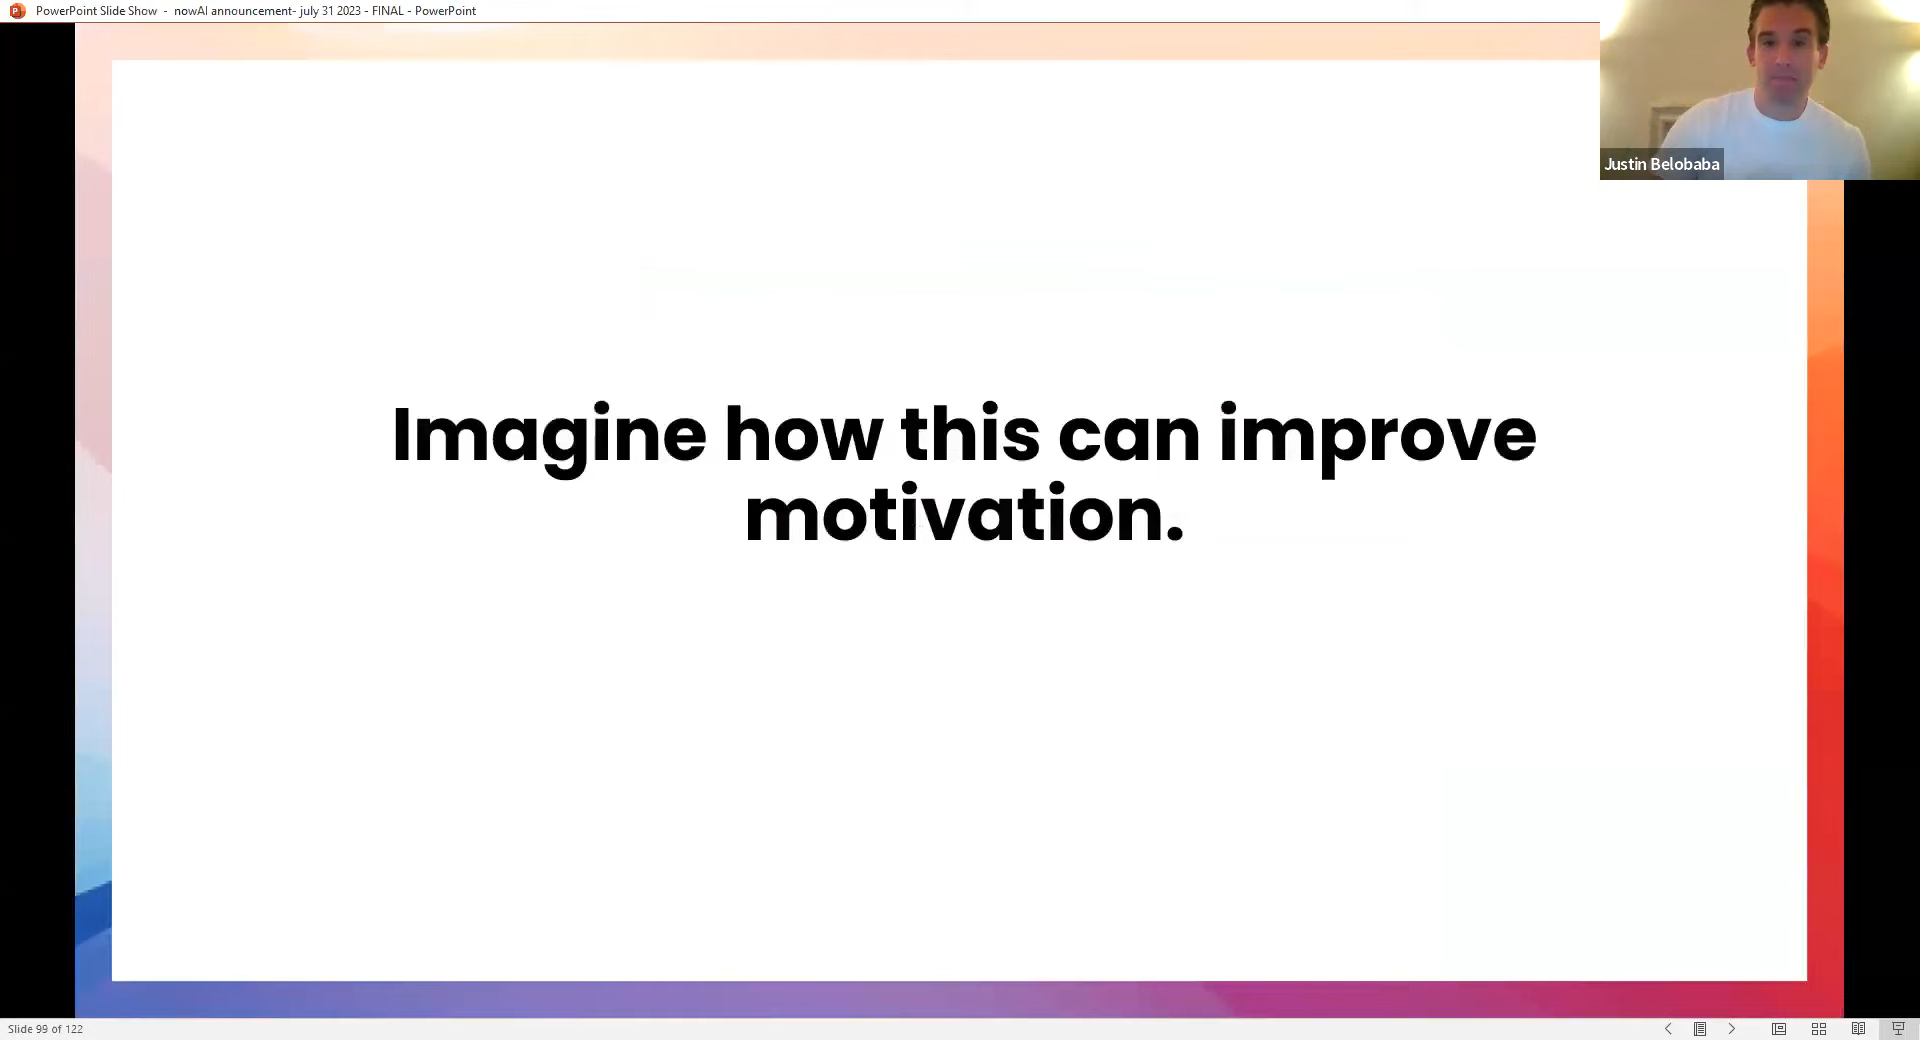 PowerPoint Slide Show - nowAI announcement- july 31 2023 - FINAL - PowerPoint
Justin Belobaba
Imagine how this can improve
motivation.
Slide 99 of 122